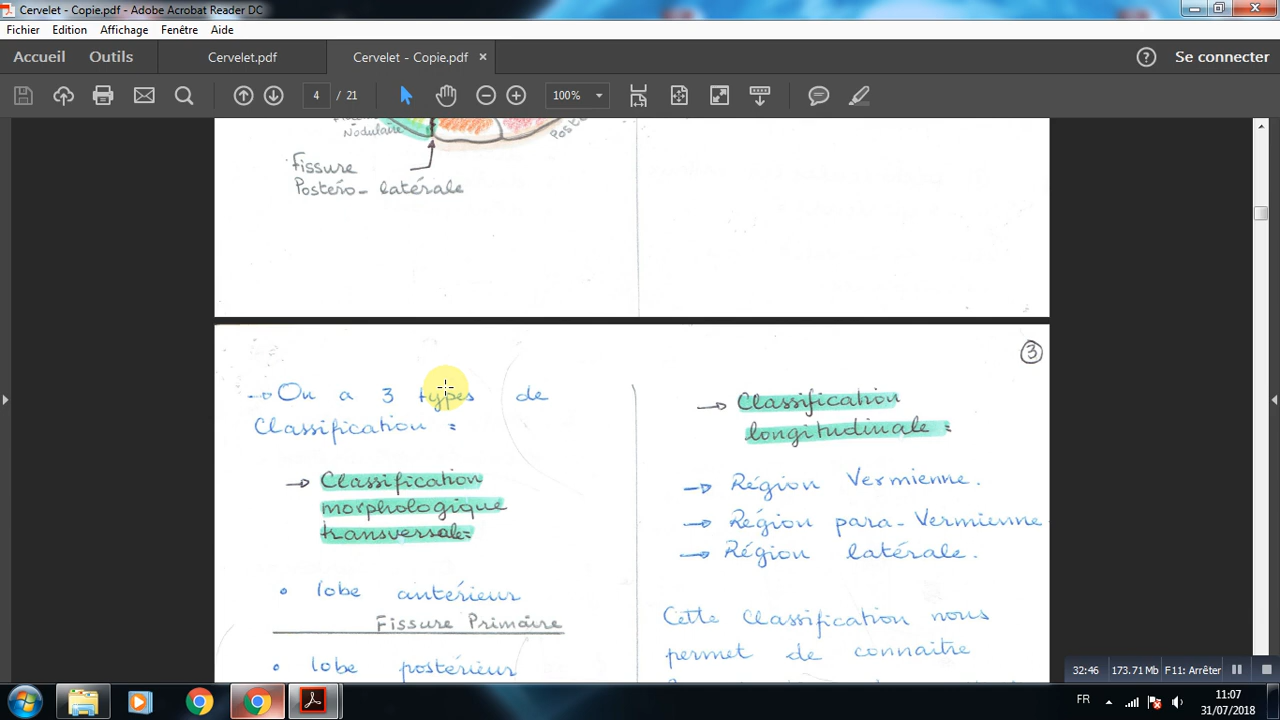 Cervelet - Copie.pdf - Adobe Acrobat Reader DC
Fichier Edition Affichage Fenêtre Aide
Accueil Outils Cervelet.pdf Cervelet - Copie.pdf × ? Se connecter
4 / 21 100%
Nodulaire
Fissure
Postéro-latérale
3
→ On a 3 types de
Classification :
→ Classification
morphologique
transversale:
• lobe antérieur
Fissure Primaire
• lobe postérieur
→ Classification
longitudinale :
→ Région Vermienne.
→ Région para-Vermienne
→ Région latérale.
Cette Classification nous
permet de connaitre
32:46 173.71 Mb F11: Arrêter
FR 11:07
31/07/2018